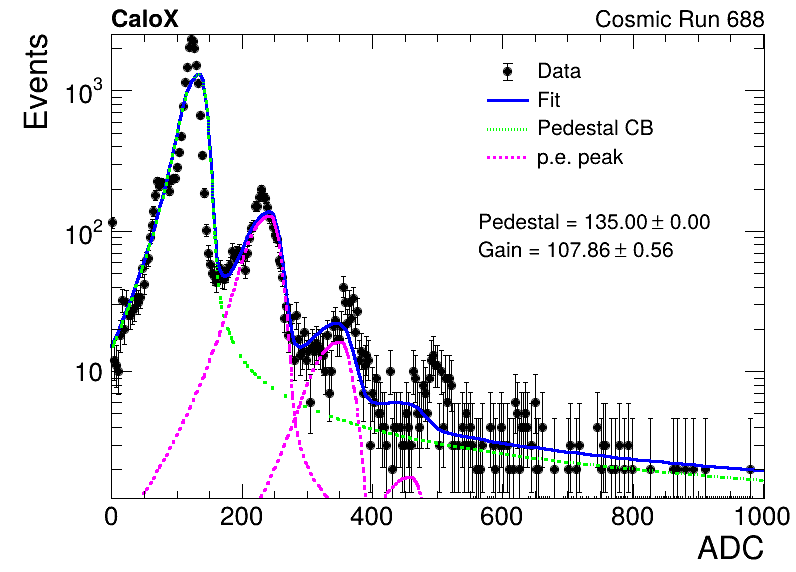 CaloX Cosmic Run 688
Events
Data
Fit
Pedestal CB
p.e. peak
Pedestal = 135.00 ± 0.00
Gain = 107.86 ± 0.56
10³
10²
10
0 200 400 600 800 1000
ADC